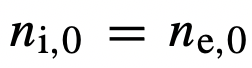 n_{i,0} = n_{e,0}